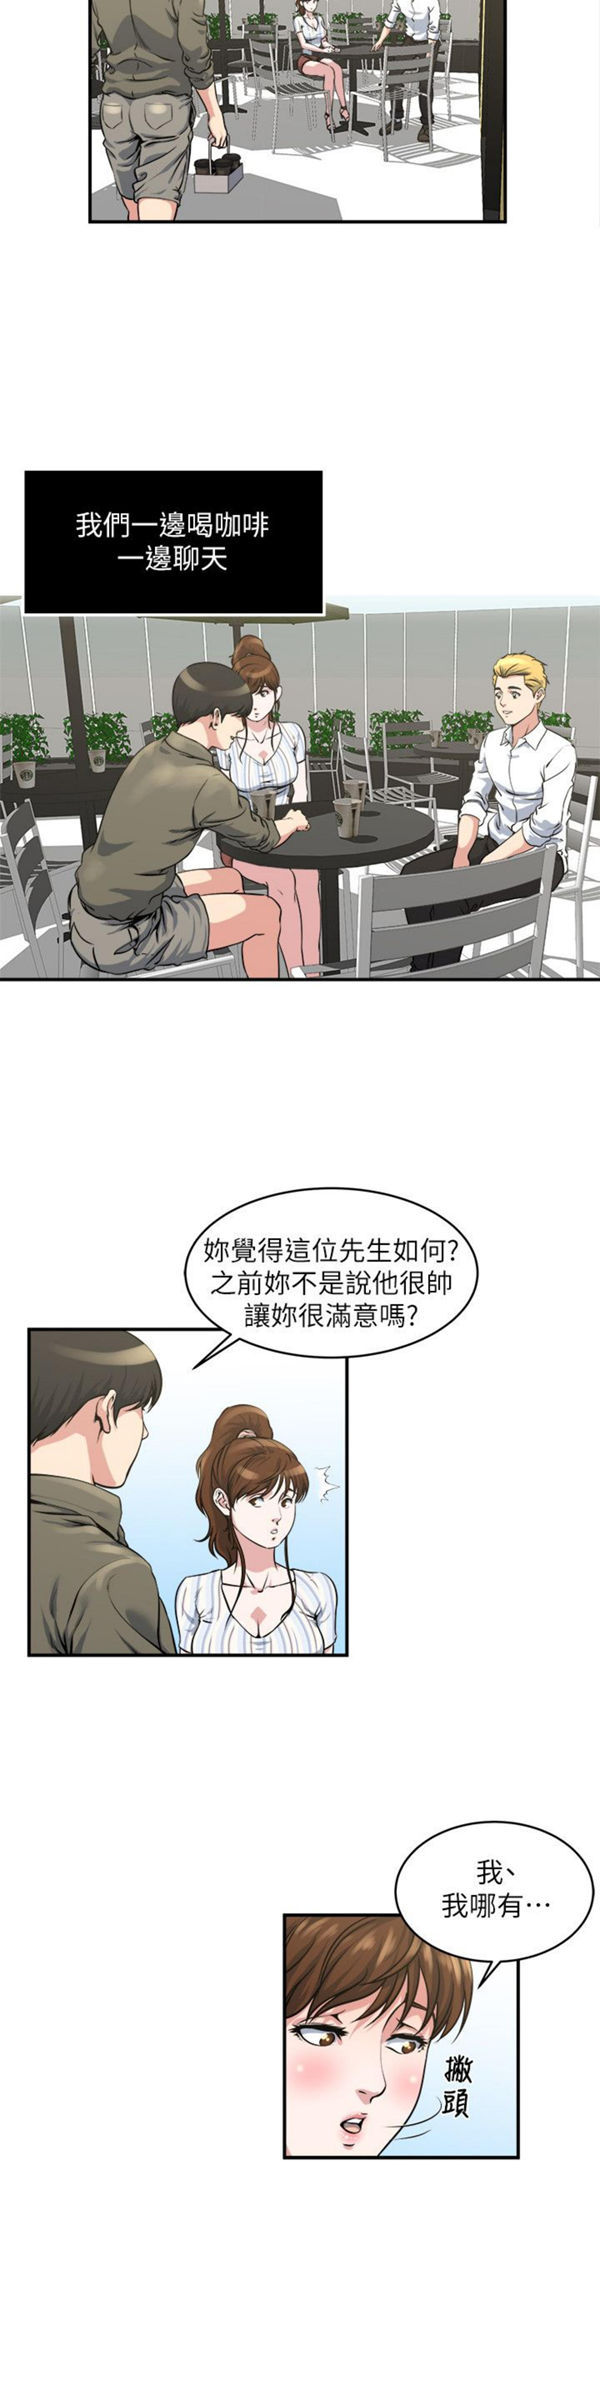 我們一邊喝咖啡
一邊聊天
妳覺得這位先生如何?
之前妳不是說他很帥
讓妳很滿意嗎?
我、
我哪有…
撇頭